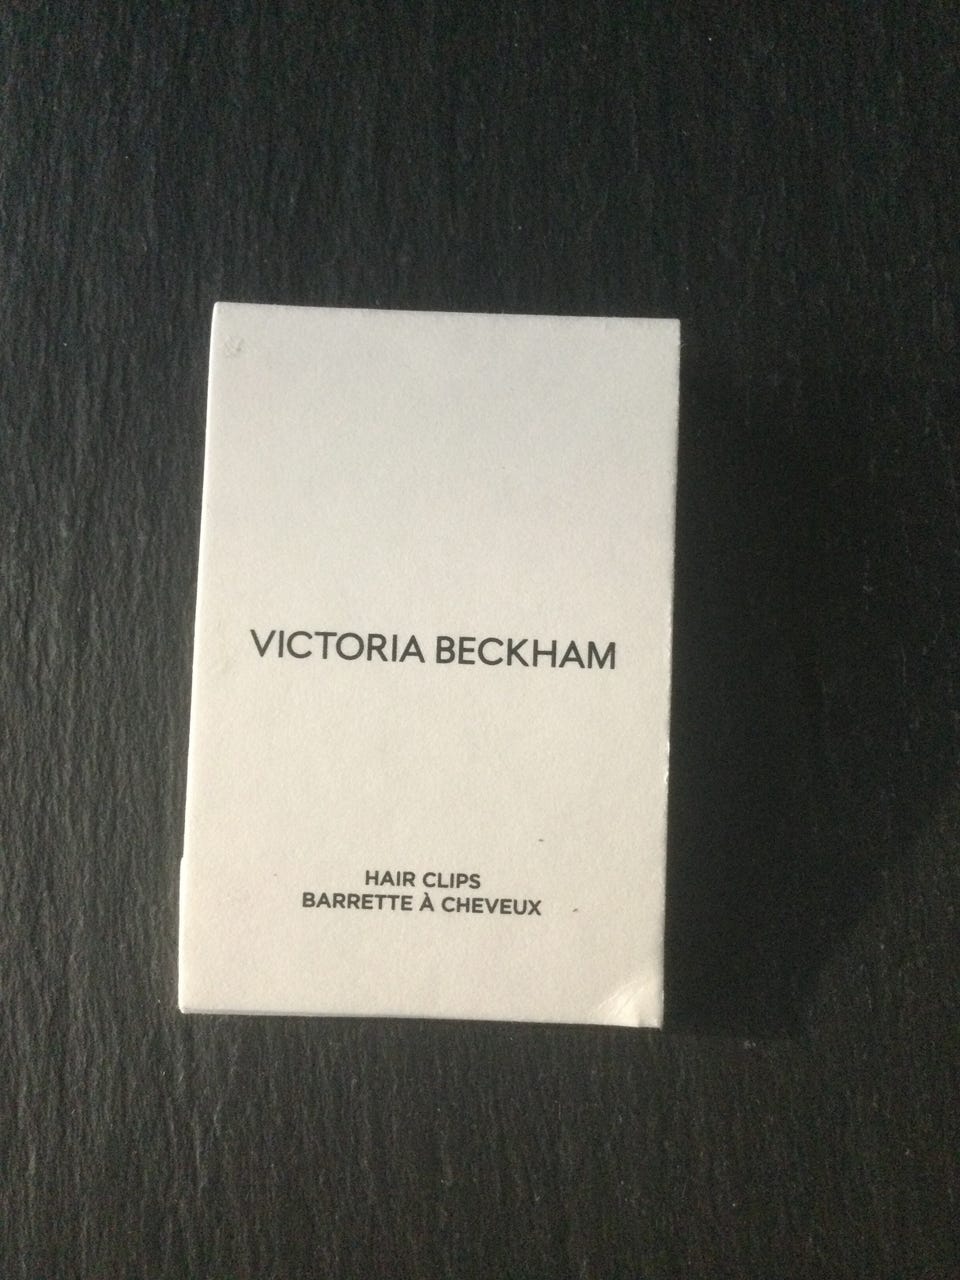 VICTORIA BECKHAM
HAIR CLIPS
BARRETTE À CHEVEUX